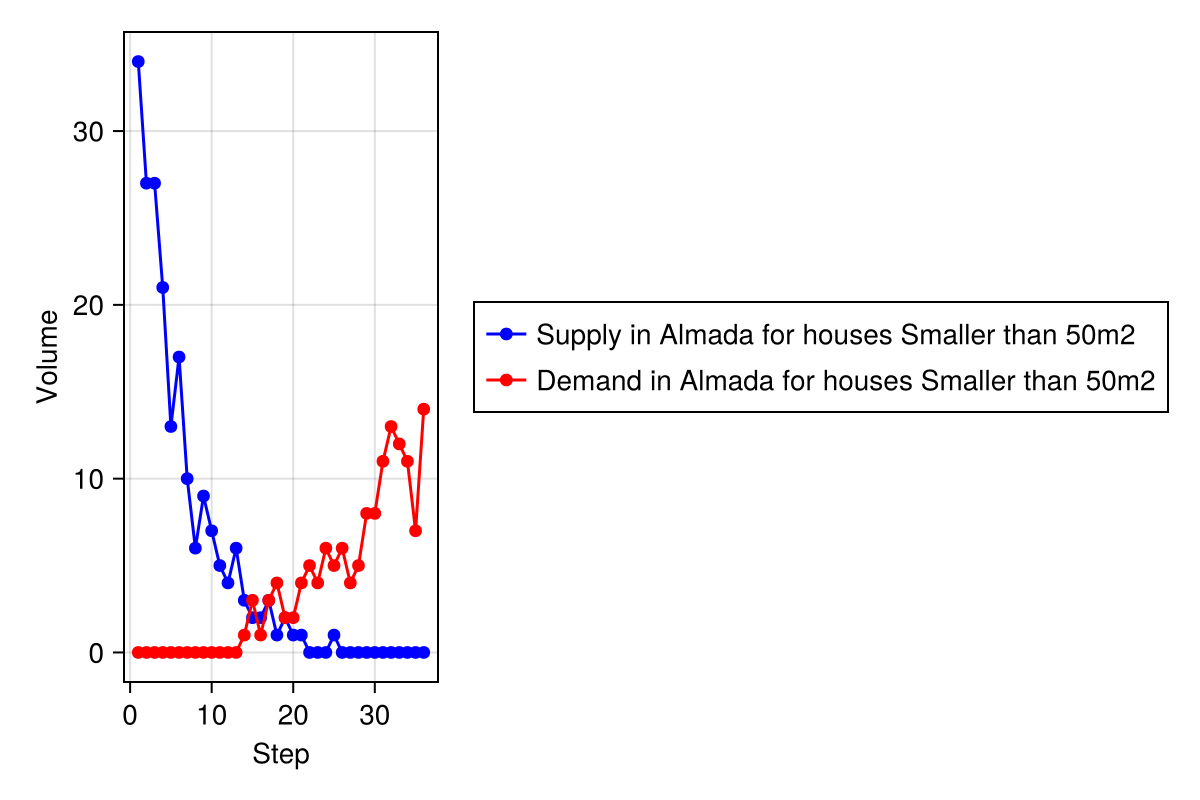 Volume
30
20
10
0
0 10 20 30
Step
Supply in Almada for houses Smaller than 50m2
Demand in Almada for houses Smaller than 50m2